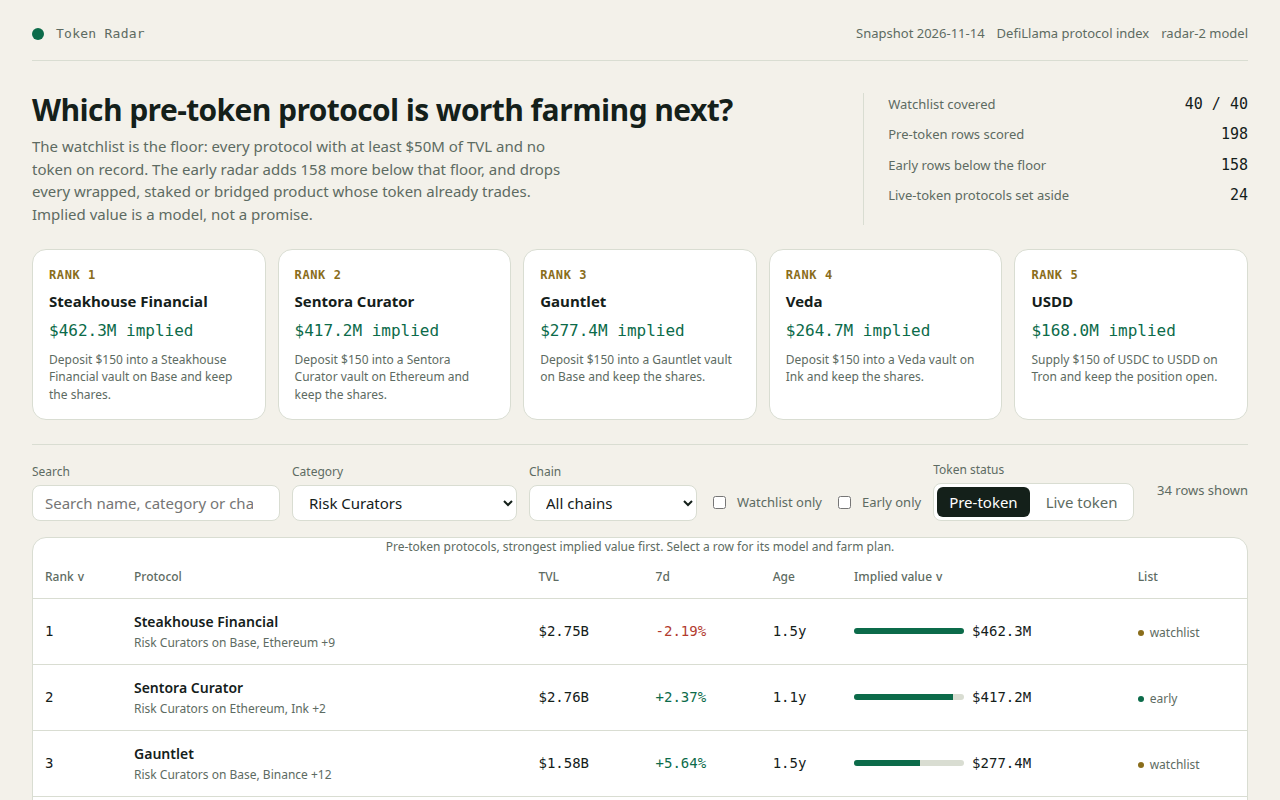 Token Radar
Snapshot 2026-11-14 DefiLlama protocol index radar-2 model
Which pre-token protocol is worth farming next?
The watchlist is the floor: every protocol with at least $50M of TVL and no
token on record. The early radar adds 158 more below that floor, and drops
every wrapped, staked or bridged product whose token already trades.
Implied value is a model, not a promise.
Watchlist covered 40 / 40
Pre-token rows scored 198
Early rows below the floor 158
Live-token protocols set aside 24
RANK 1
Steakhouse Financial
$462.3M implied
Deposit $150 into a Steakhouse
Financial vault on Base and keep
the shares.
RANK 2
Sentora Curator
$417.2M implied
Deposit $150 into a Sentora
Curator vault on Ethereum and
keep the shares.
RANK 3
Gauntlet
$277.4M implied
Deposit $150 into a Gauntlet vault
on Base and keep the shares.
RANK 4
Veda
$264.7M implied
Deposit $150 into a Veda vault on
Ink and keep the shares.
RANK 5
USDD
$168.0M implied
Supply $150 of USDC to USDD on
Tron and keep the position open.
Search
Search name, category or cha
Category
Risk Curators
Chain
All chains
Watchlist only
Early only
Token status
Pre-token Live token
34 rows shown
Pre-token protocols, strongest implied value first. Select a row for its model and farm plan.
Rank v Protocol TVL 7d Age Implied value v List
1 Steakhouse Financial $2.75B -2.19% 1.5y $462.3M watchlist
Risk Curators on Base, Ethereum +9
2 Sentora Curator $2.76B +2.37% 1.1y $417.2M early
Risk Curators on Ethereum, Ink +2
3 Gauntlet $1.58B +5.64% 1.5y $277.4M watchlist
Risk Curators on Base, Binance +12